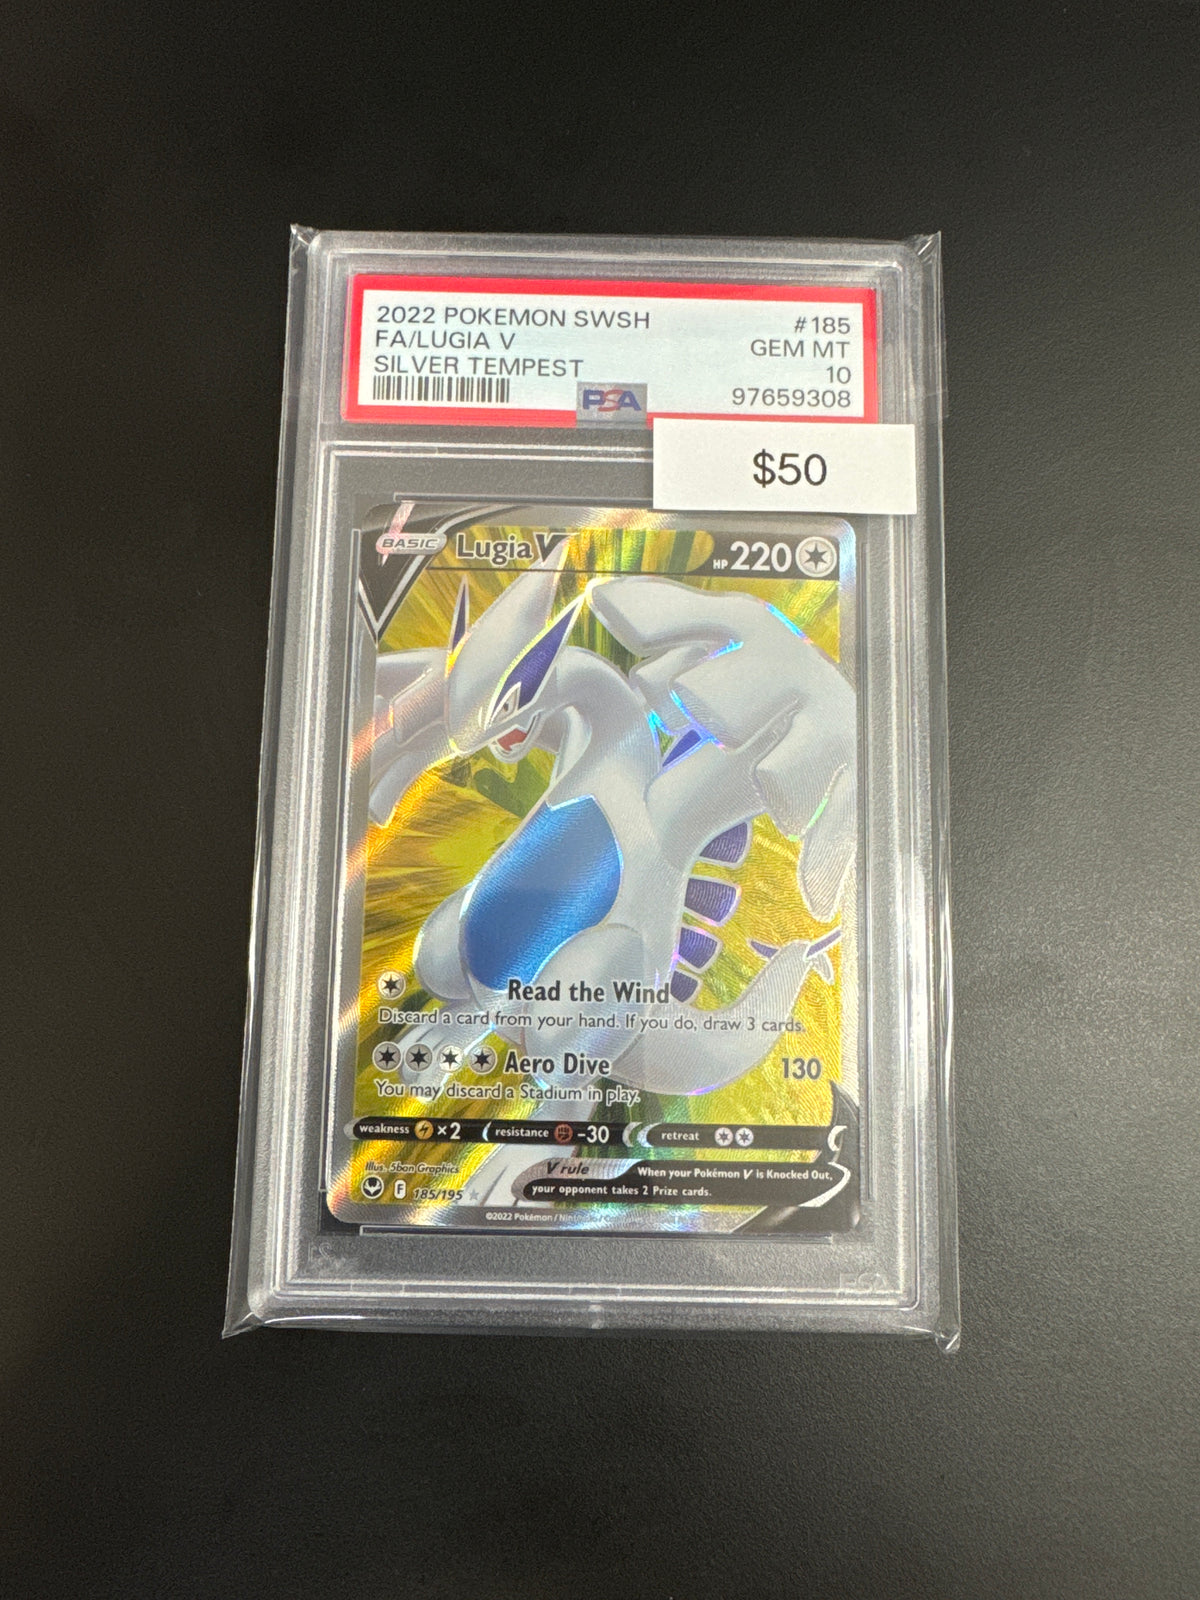 2022 POKEMON SWSH #185
FA/LUGIA V GEM MT
SILVER TEMPEST 10
PSA 97659308
$50
BASIC Lugia V HP 220
Read the Wind
Discard a card from your hand. If you do, draw 3 cards.
Aero Dive 130
You may discard a Stadium in play.
weakness ×2 resistance -30 retreat
Illus. 5ban Graphics
V rule When your Pokémon V is Knocked Out,
your opponent takes 2 Prize cards.
F 185/195
©2022 Pokémon / Nintendo /